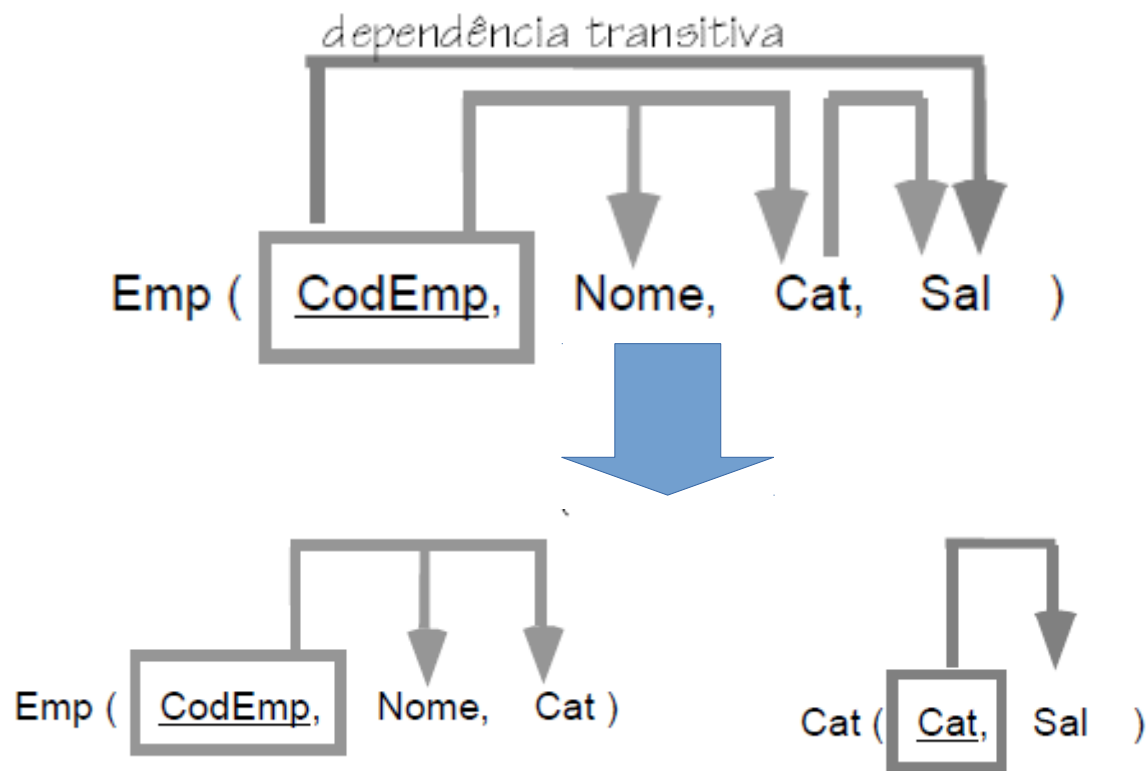 dependência transitiva
Emp ( CodEmp, Nome, Cat, Sal )
Emp ( CodEmp, Nome, Cat )
Cat ( Cat, Sal )